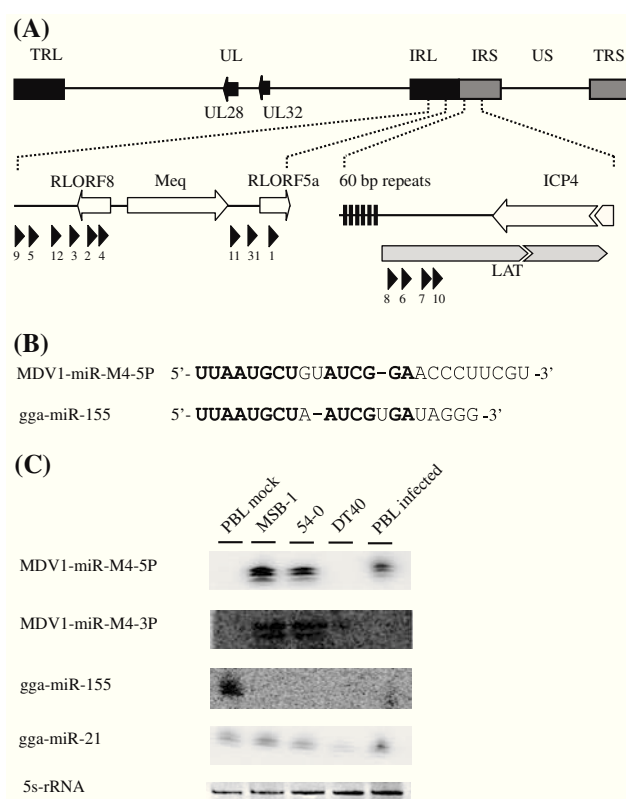 (A)
TRL UL IRL IRS US TRS
UL28 UL32
RLORF8 Meq RLORF5a 60 bp repeats ICP4
9 5 12 3 2 4 11 31 1
LAT
8 6 7 10
(B)
MDV1-miR-M4-5P 5'- UUAAUGCUGUAUCG-GAACCCUUCGU -3'
gga-miR-155 5'- UUAAUGCUA-AUCGUGAUAGGG -3'
(C)
PBL mock MSB-1 54-0 DT40 PBL infected
MDV1-miR-M4-5P
MDV1-miR-M4-3P
gga-miR-155
gga-miR-21
5s-rRNA